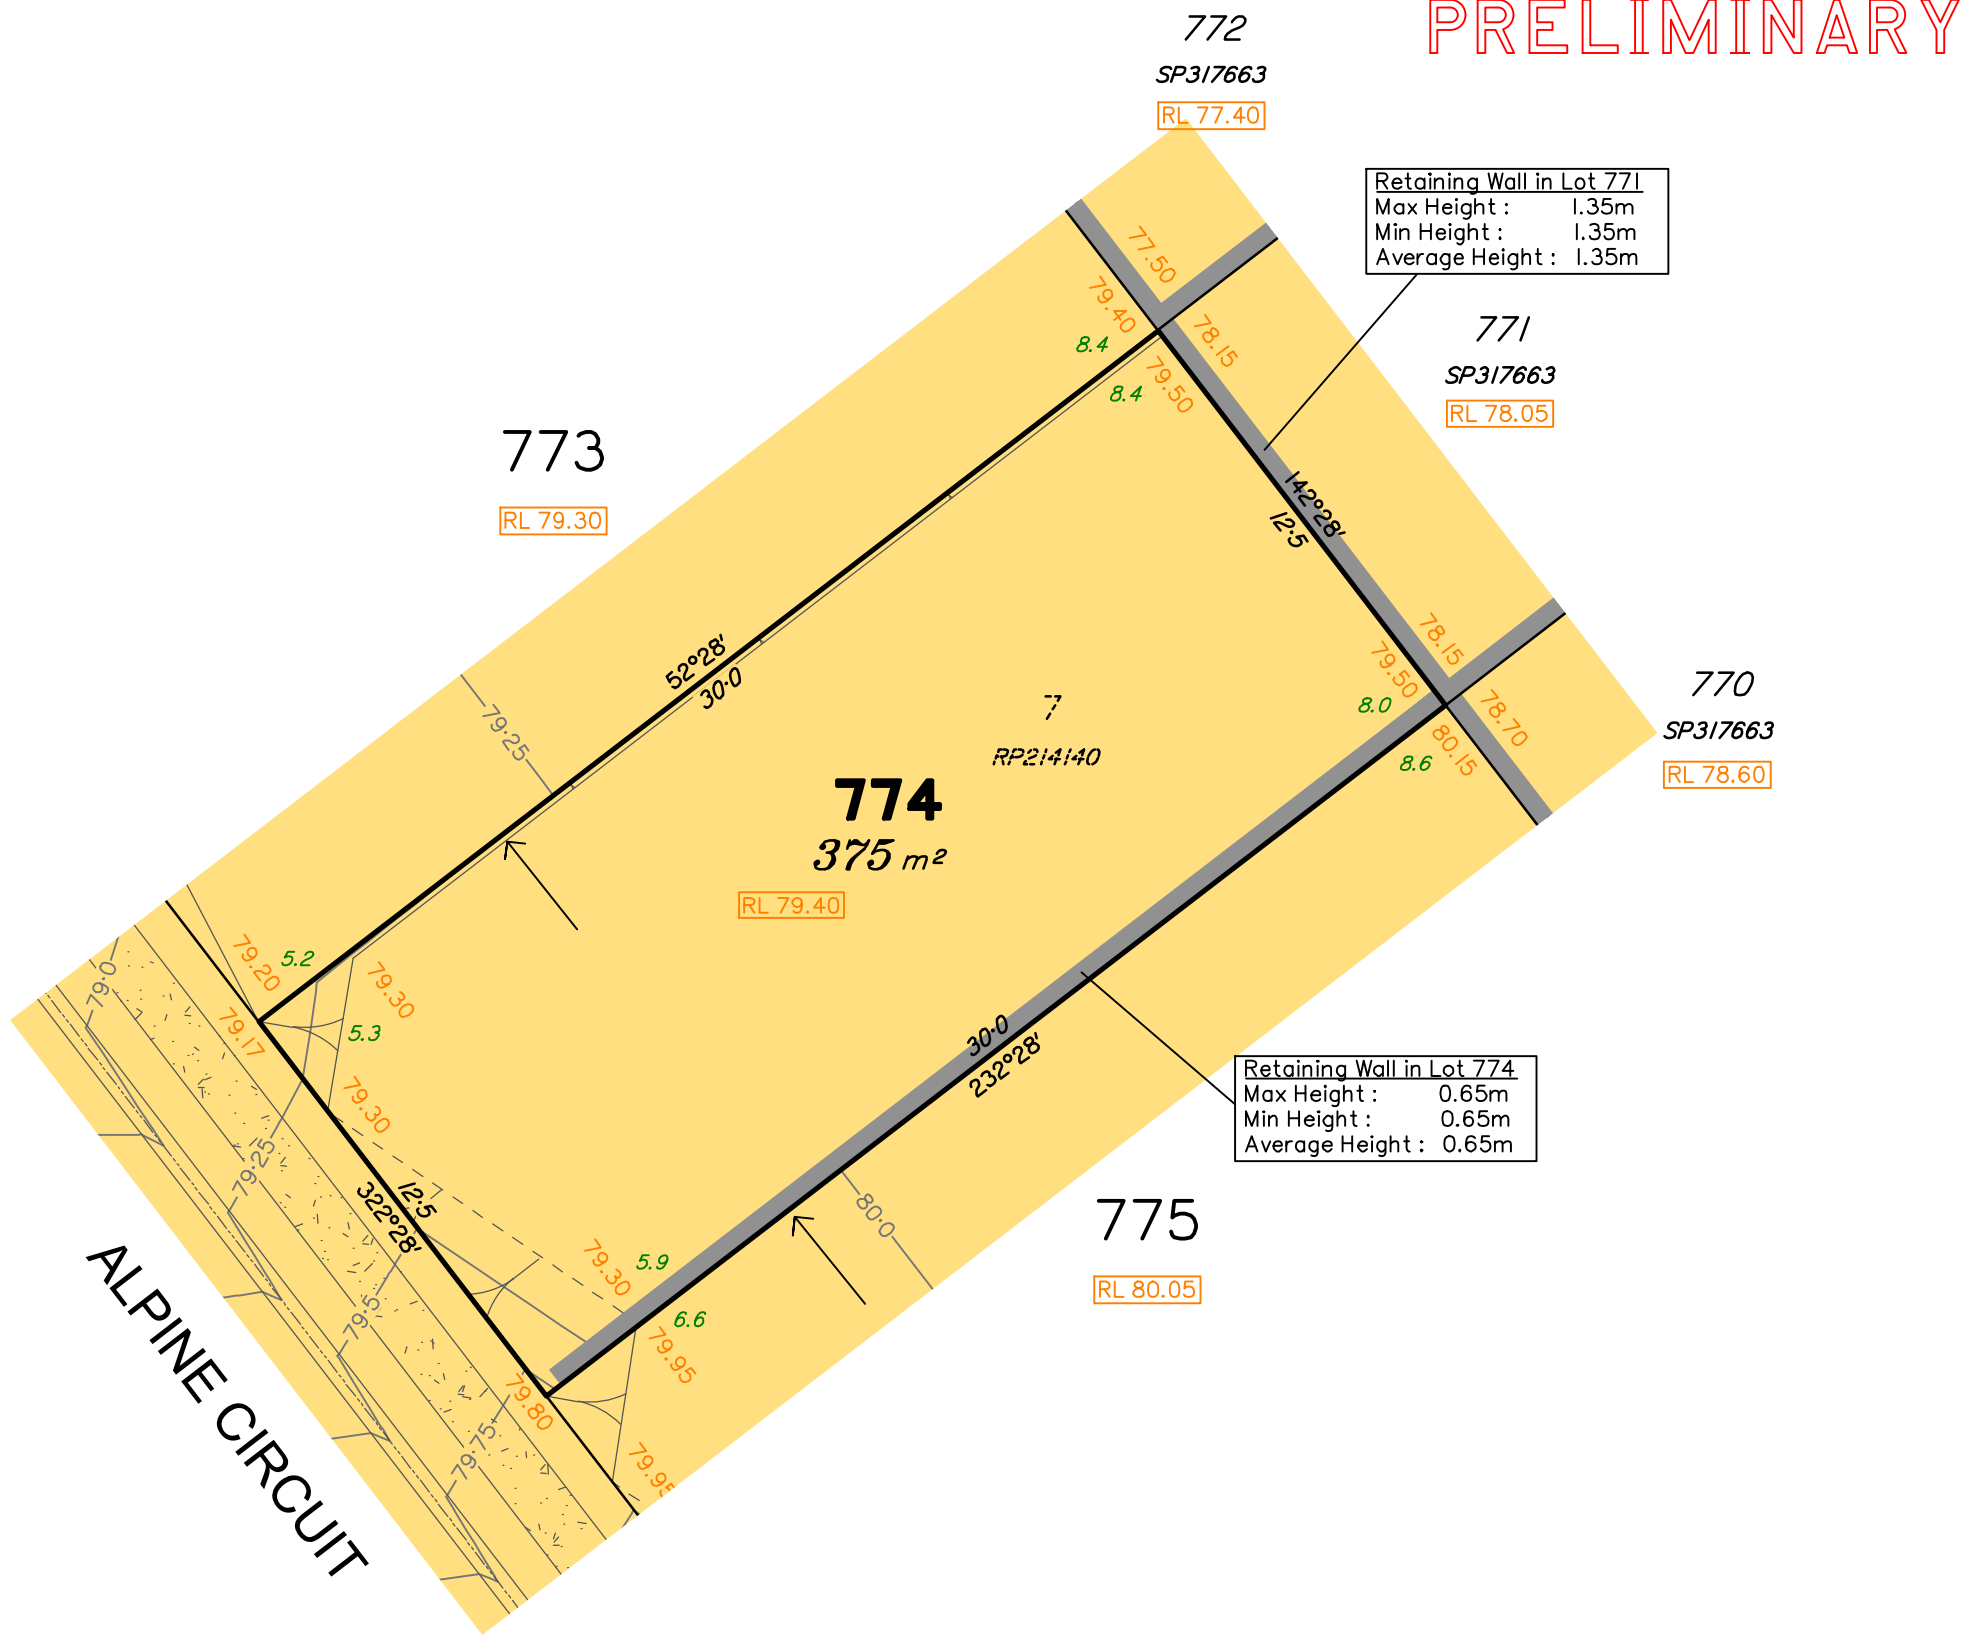 PRELIMINARY
772
SP317663
RL 77.40
Retaining Wall in Lot 771
Max Height : 1.35m
Min Height : 1.35m
Average Height : 1.35m
77.50
79.40
78.15
79.50
8.4
8.4
771
SP317663
RL 78.05
773
RL 79.30
142°28'
12·5
52°28'
30·0
79·25
7
RP214140
774
375 m²
RL 79.40
78.15
79.50
8.0
78.70
80.15
8.6
770
SP317663
RL 78.60
79.20
5.2
79.30
79.17
5.3
79.30
79·0
79·25
79·5
79·75
30·0
232°28'
Retaining Wall in Lot 774
Max Height : 0.65m
Min Height : 0.65m
Average Height : 0.65m
12·5
322°28'
80·0
775
RL 80.05
79.30
5.9
6.6
79.95
79.80
79.95
ALPINE CIRCUIT